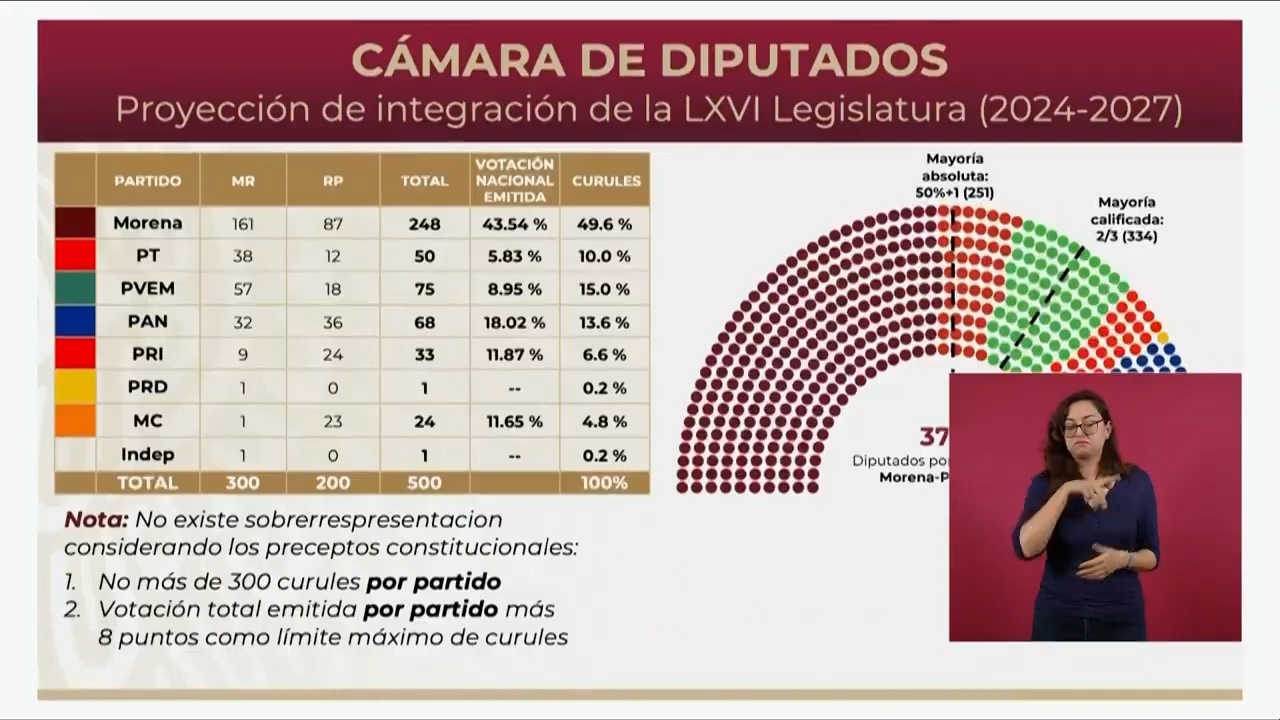 CÁMARA DE DIPUTADOS
Proyección de integración de la LXVI Legislatura (2024-2027)
PARTIDO MR RP TOTAL VOTACIÓN NACIONAL EMITIDA CURULES
Morena 161 87 248 43.54 % 49.6 %
PT 38 12 50 5.83 % 10.0 %
PVEM 57 18 75 8.95 % 15.0 %
PAN 32 36 68 18.02 % 13.6 %
PRI 9 24 33 11.87 % 6.6 %
PRD 1 0 1 -- 0.2 %
MC 1 23 24 11.65 % 4.8 %
Indep 1 0 1 -- 0.2 %
TOTAL 300 200 500 100%
Nota: No existe sobrerrespresentacion
considerando los preceptos constitucionales:
1. No más de 300 curules por partido
2. Votación total emitida por partido más
8 puntos como límite máximo de curules
Mayoría
absoluta:
50%+1 (251)
Mayoría
calificada:
2/3 (334)
37
Diputados por
Morena-P